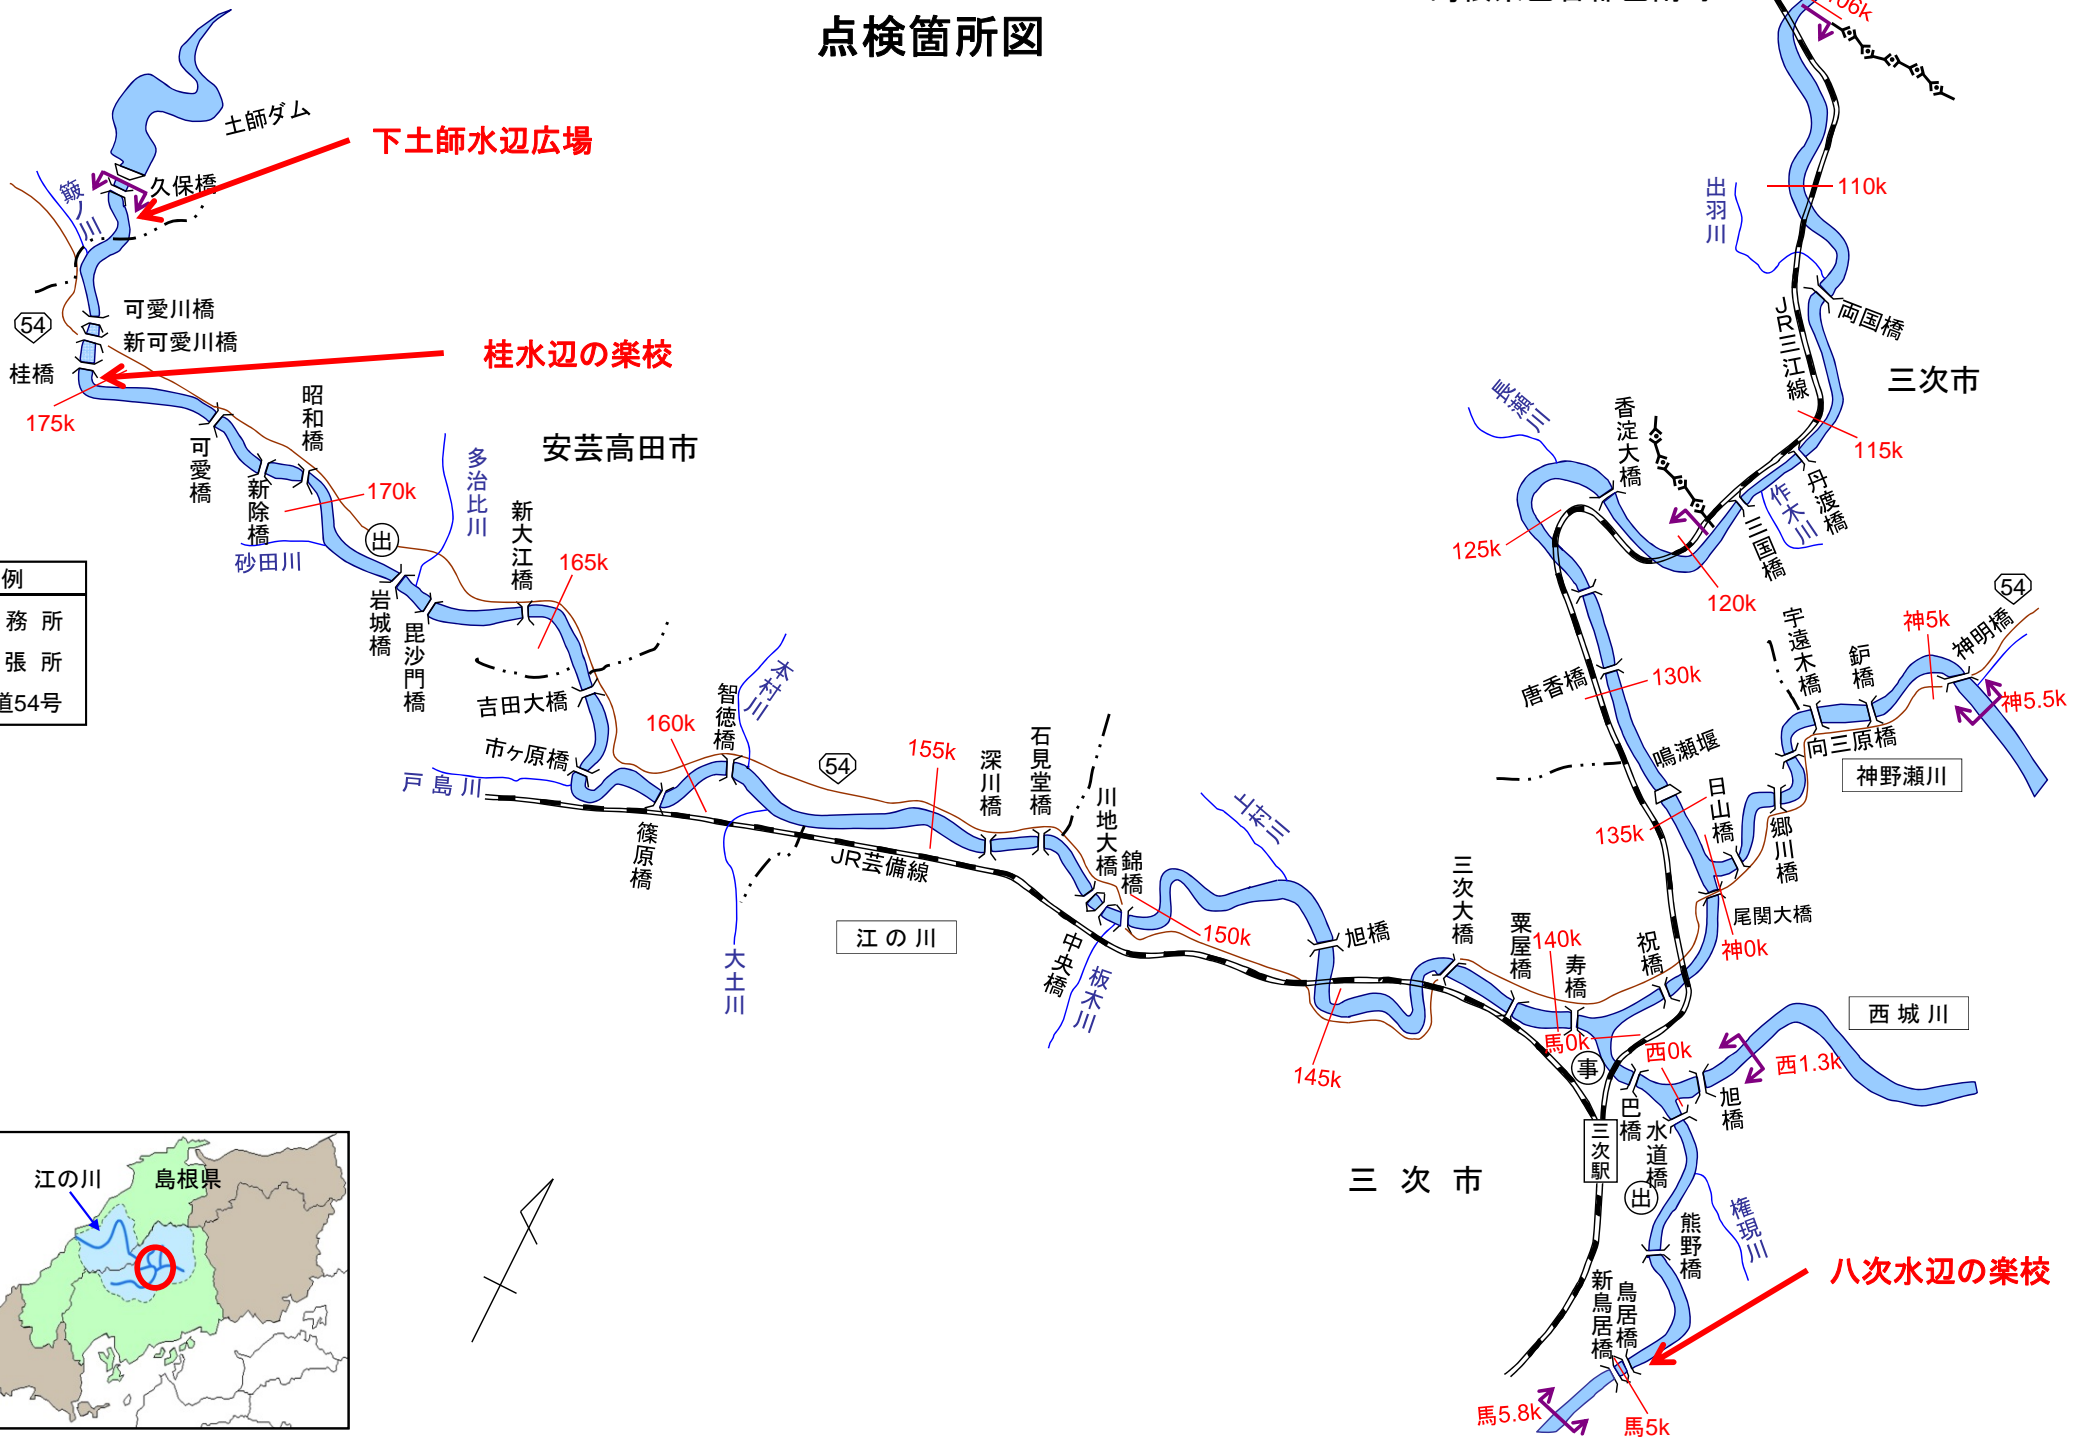 点検箇所図
106k
土師ダム
下土師水辺広場
久保橋
簸ノ川
110k
出羽川
可愛川橋
54
新可愛川橋
桂橋
桂水辺の楽校
175k
両国橋
JR三江線
三次市
昭和橋
安芸高田市
可愛橋
新除橋
170k
多治比川
出
砂田川
新大江橋
165k
岩城橋
毘沙門橋
長瀬川
香淀大橋
115k
丹渡橋
作木川
三国橋
125k
120k
例
務所
張所
道54号
吉田大橋
市ヶ原橋
戸島川
160k
智徳橋
本村川
54
155k
深川橋
石見堂橋
川地大橋
錦橋
篠原橋
JR芸備線
大土川
江の川
中央橋
板木川
150k
上村川
旭橋
145k
三次大橋
粟屋橋
140k
寿橋
祝橋
唐香橋
130k
鳴瀬堰
135k
日山橋
宇遠木橋
鈩橋
神5k
神明橋
54
神5.5k
向三原橋
神野瀬川
郷川橋
尾関大橋
神0k
西城川
馬0k
事
西0k
西1.3k
巴橋
旭橋
水道橋
三次駅
出
三次市
権現川
熊野橋
新鳥居橋
鳥居橋
八次水辺の楽校
馬5.8k
馬5k
江の川
島根県